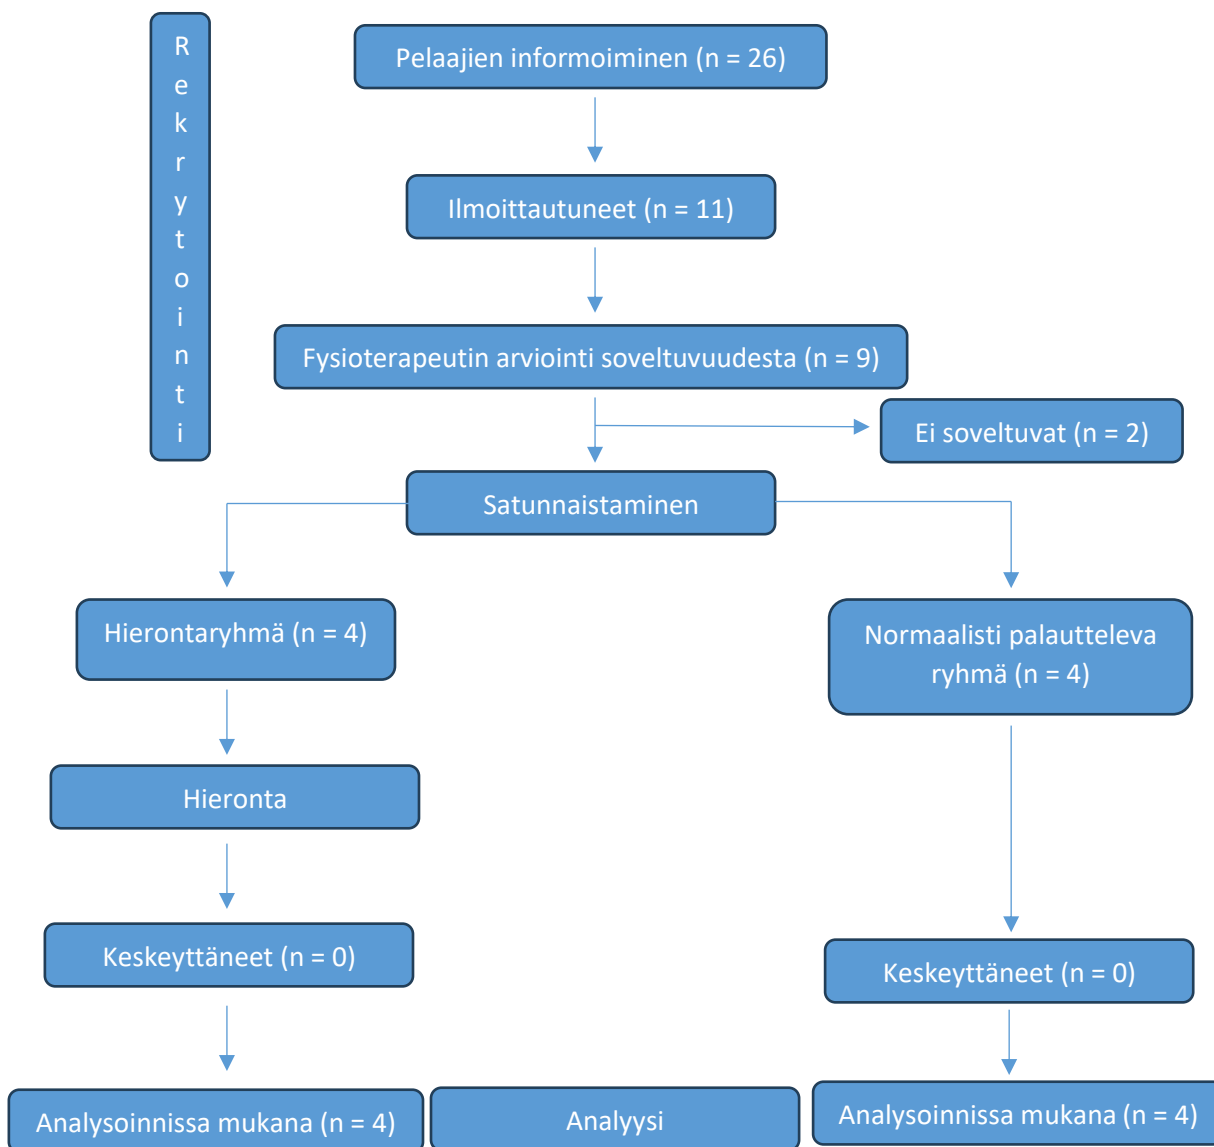 Rekrytointi
Pelaajien informoiminen (n = 26)
Ilmoittautuneet (n = 11)
Fysioterapeutin arviointi soveltuvuudesta (n = 9)
Ei soveltuvat (n = 2)
Satunnaistaminen
Hierontaryhmä (n = 4)
Normaalisti palautteleva
ryhmä (n = 4)
Hieronta
Keskeyttäneet (n = 0)
Keskeyttäneet (n = 0)
Analysoinnissa mukana (n = 4)
Analyysi
Analysoinnissa mukana (n = 4)